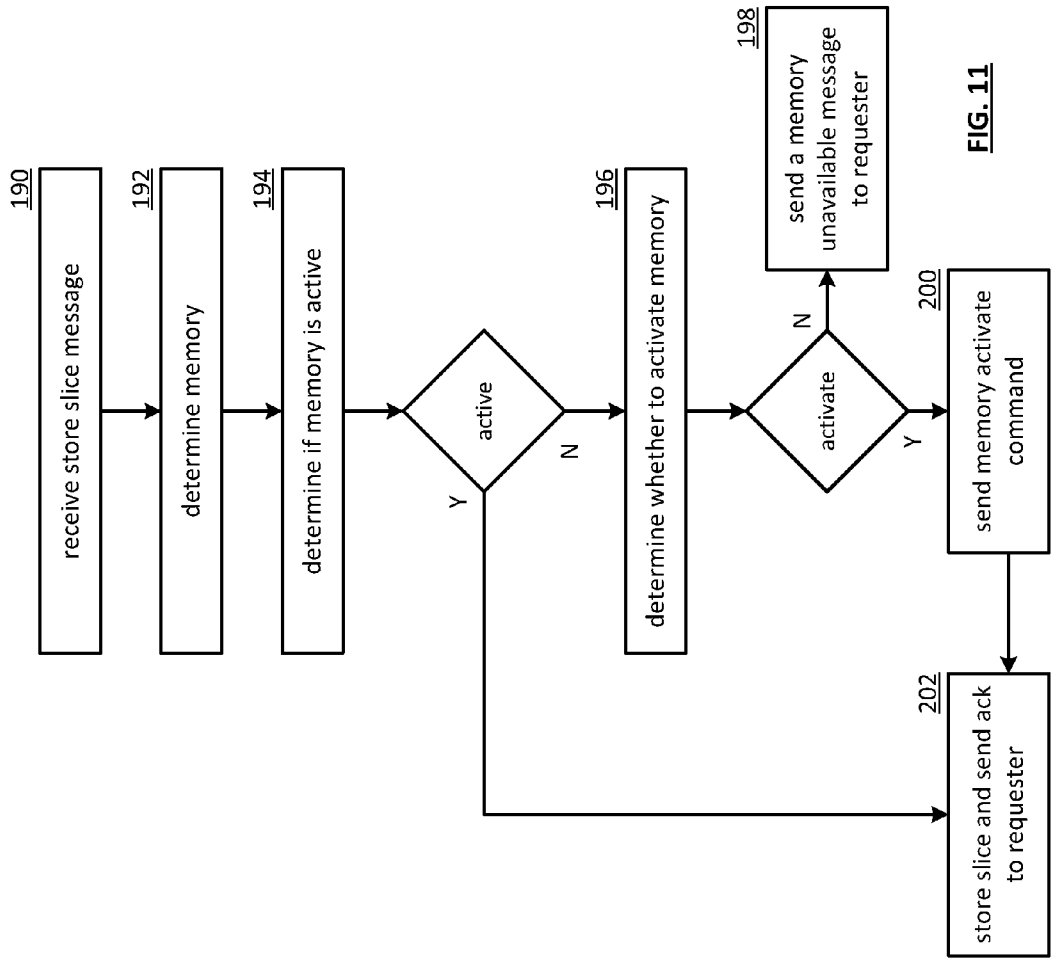 190
receive store slice message
192
determine memory
194
determine if memory is active
active
Y
N
196
determine whether to activate memory
activate
N
Y
198
send a memory
unavailable message
to requester
200
send memory activate
command
202
store slice and send ack
to requester
FIG. 11